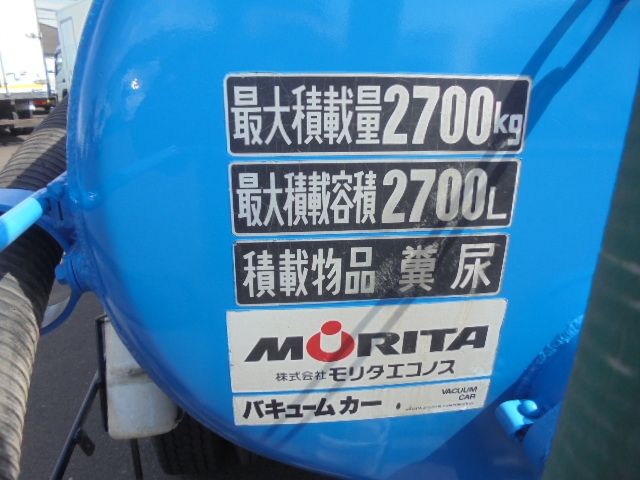 最大積載量2700kg
最大積載容積2700L
積載物品 糞尿
MORITA
株式会社モリタエコノス
バキュームカー VACUUM CAR